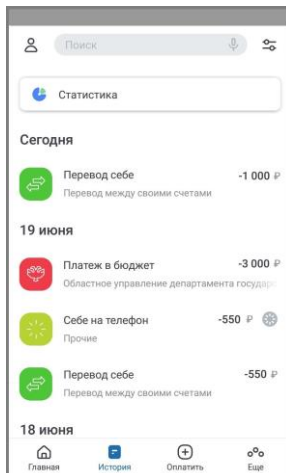 Поиск
Статистика
Сегодня
Перевод себе -1 000 ₽
Перевод между своими счетами
19 июня
Платеж в бюджет -3 000 ₽
Областное управление департамента государс
Себе на телефон -550 ₽
Прочие
Перевод себе -550 ₽
Перевод между своими счетами
18 июня
Главная История Оплатить Еще